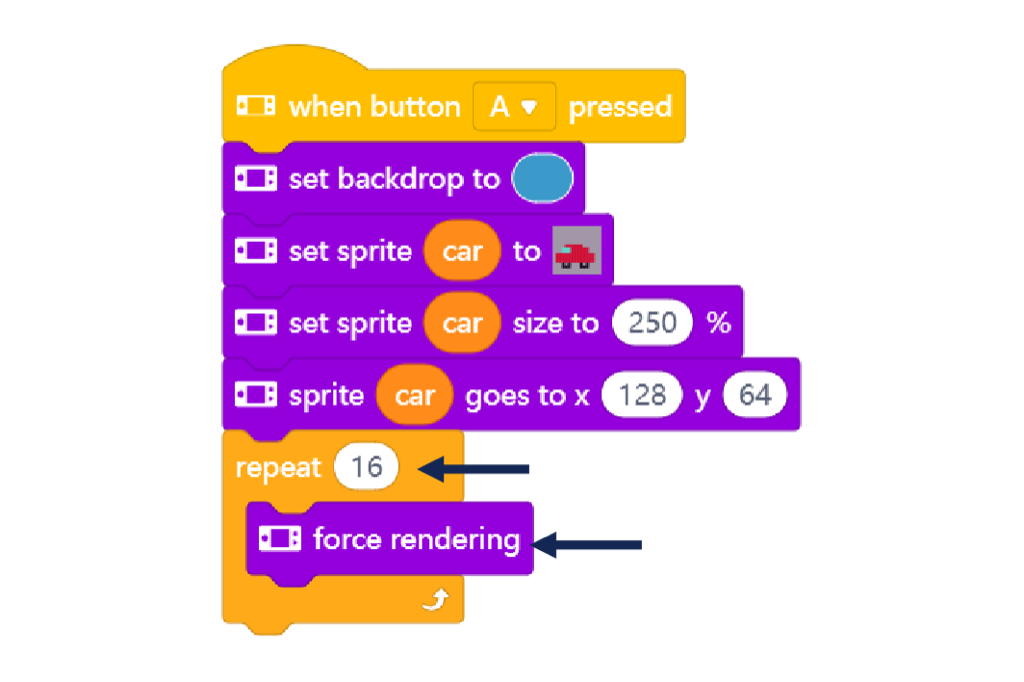 when button A pressed
set backdrop to
set sprite car to
set sprite car size to 250 %
sprite car goes to x 128 y 64
repeat 16
force rendering